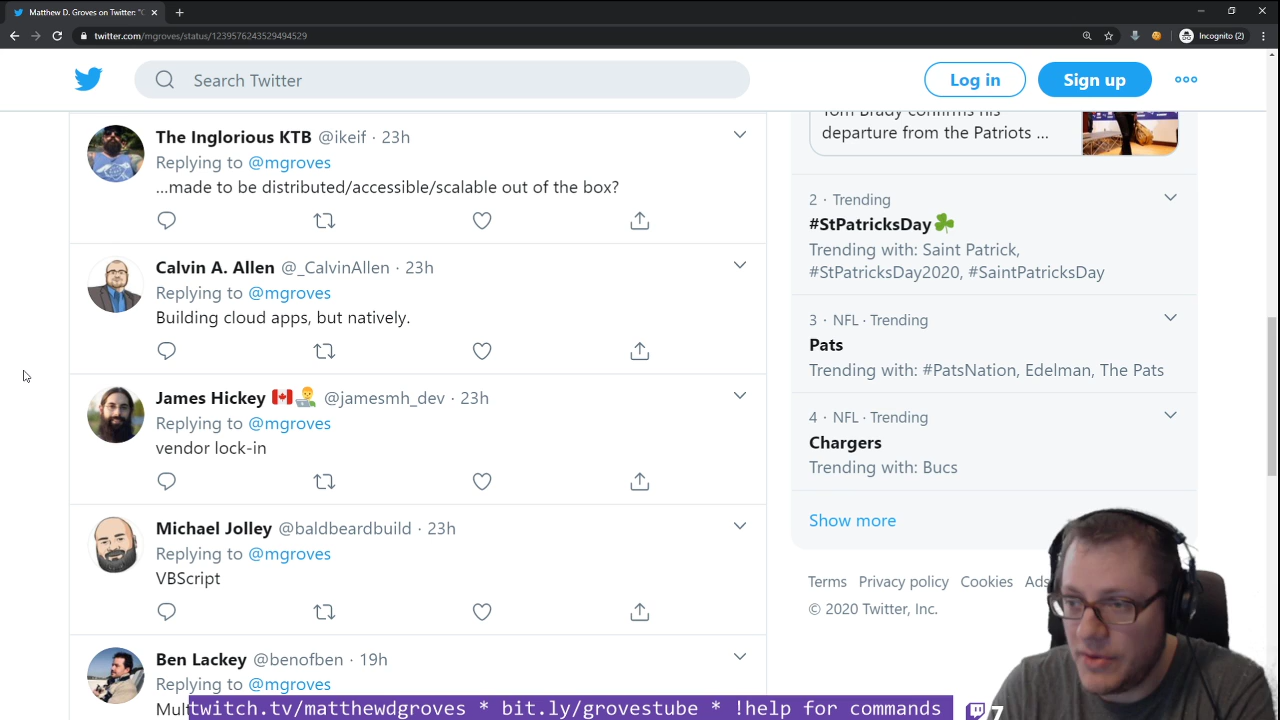 Matthew D. Groves on Twitter: "C
twitter.com/mgroves/status/1239576243529494529
Incognito (2)
Search Twitter
Log in
Sign up
The Inglorious KTB @ikeif · 23h
Replying to @mgroves
...made to be distributed/accessible/scalable out of the box?
Calvin A. Allen @_CalvinAllen · 23h
Replying to @mgroves
Building cloud apps, but natively.
James Hickey @jamesmh_dev · 23h
Replying to @mgroves
vendor lock-in
Michael Jolley @baldbeardbuild · 23h
Replying to @mgroves
VBScript
Ben Lackey @benofben · 19h
Replying to @mgroves
Mul
Tom Brady confirms his
departure from the Patriots ...
2 · Trending
#StPatricksDay
Trending with: Saint Patrick,
#StPatricksDay2020, #SaintPatricksDay
3 · NFL · Trending
Pats
Trending with: #PatsNation, Edelman, The Pats
4 · NFL · Trending
Chargers
Trending with: Bucs
Show more
Terms Privacy policy Cookies Ads
© 2020 Twitter, Inc.
twitch.tv/matthewdgroves * bit.ly/grovestube * !help for commands
7